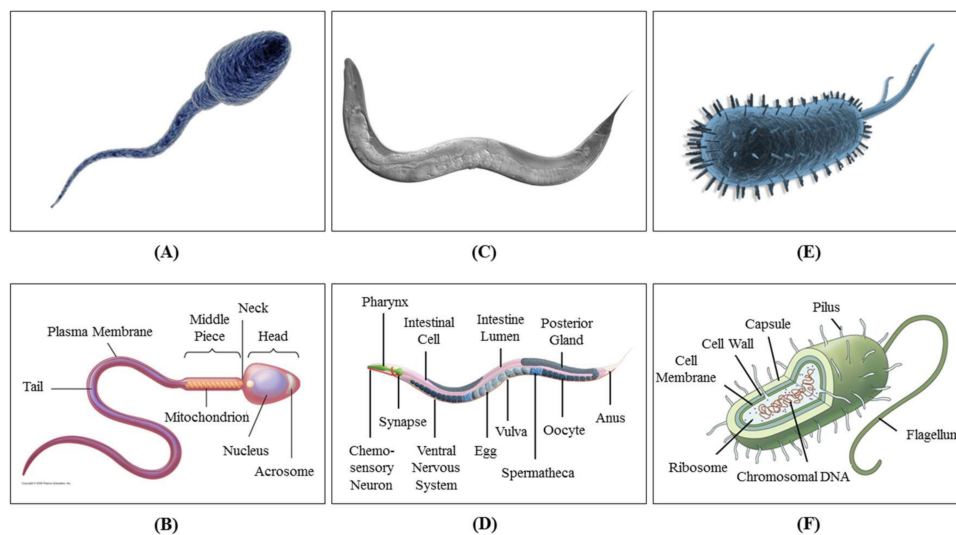 (A)
(C)
(E)
Plasma Membrane
Middle
Piece
Neck
Head
Tail
Mitochondrion
Nucleus
Acrosome
(B)
Pharynx
Intestinal
Cell
Intestine
Lumen
Posterior
Gland
Synapse
Chemo-
sensory
Neuron
Ventral
Nervous
System
Egg
Vulva
Spermatheca
Oocyte
Anus
(D)
Pilus
Capsule
Cell Wall
Cell
Membrane
Ribosome
Chromosomal DNA
Flagellum
(F)